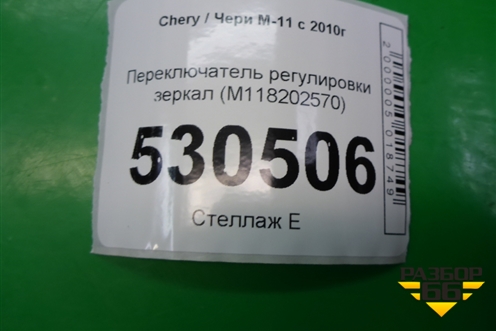 Chery / Чери М-11 с 2010г
Переключатель регулировки
зеркал (M118202570)
530506
Стеллаж Е
2000005018749
РАЗБОР
66